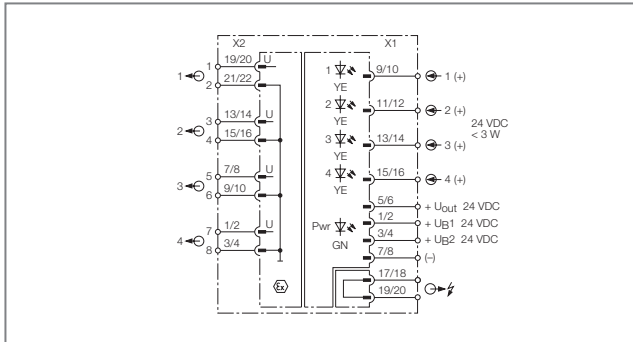 X2 X1
1 19/20 U 1 9/10 1 (+)
1 2 21/22 YE
2 11/12 2 (+)
3 13/14 U YE 24 VDC
2 4 15/16 3 13/14 3 (+) < 3 W
YE
5 7/8 U 4 15/16 4 (+)
3 6 9/10 YE
5/6 + Uout 24 VDC
7 1/2 U Pwr 1/2 + UB1 24 VDC
4 8 3/4 GN 3/4 + UB2 24 VDC
7/8 (–)
Ex 17/18
19/20